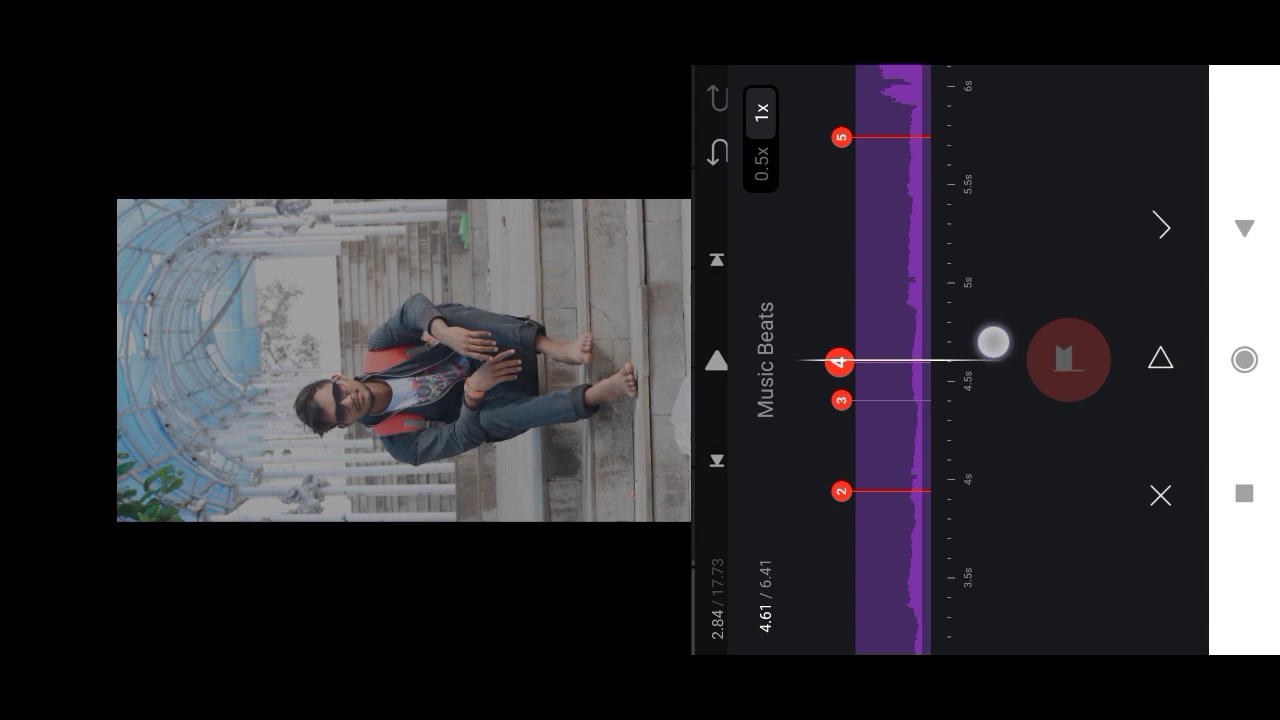 2.84 / 17.73
Music Beats
4.61 / 6.41
0.5x 1x
2
3
4
5
3.5s
4s
4.5s
5s
5.5s
6s